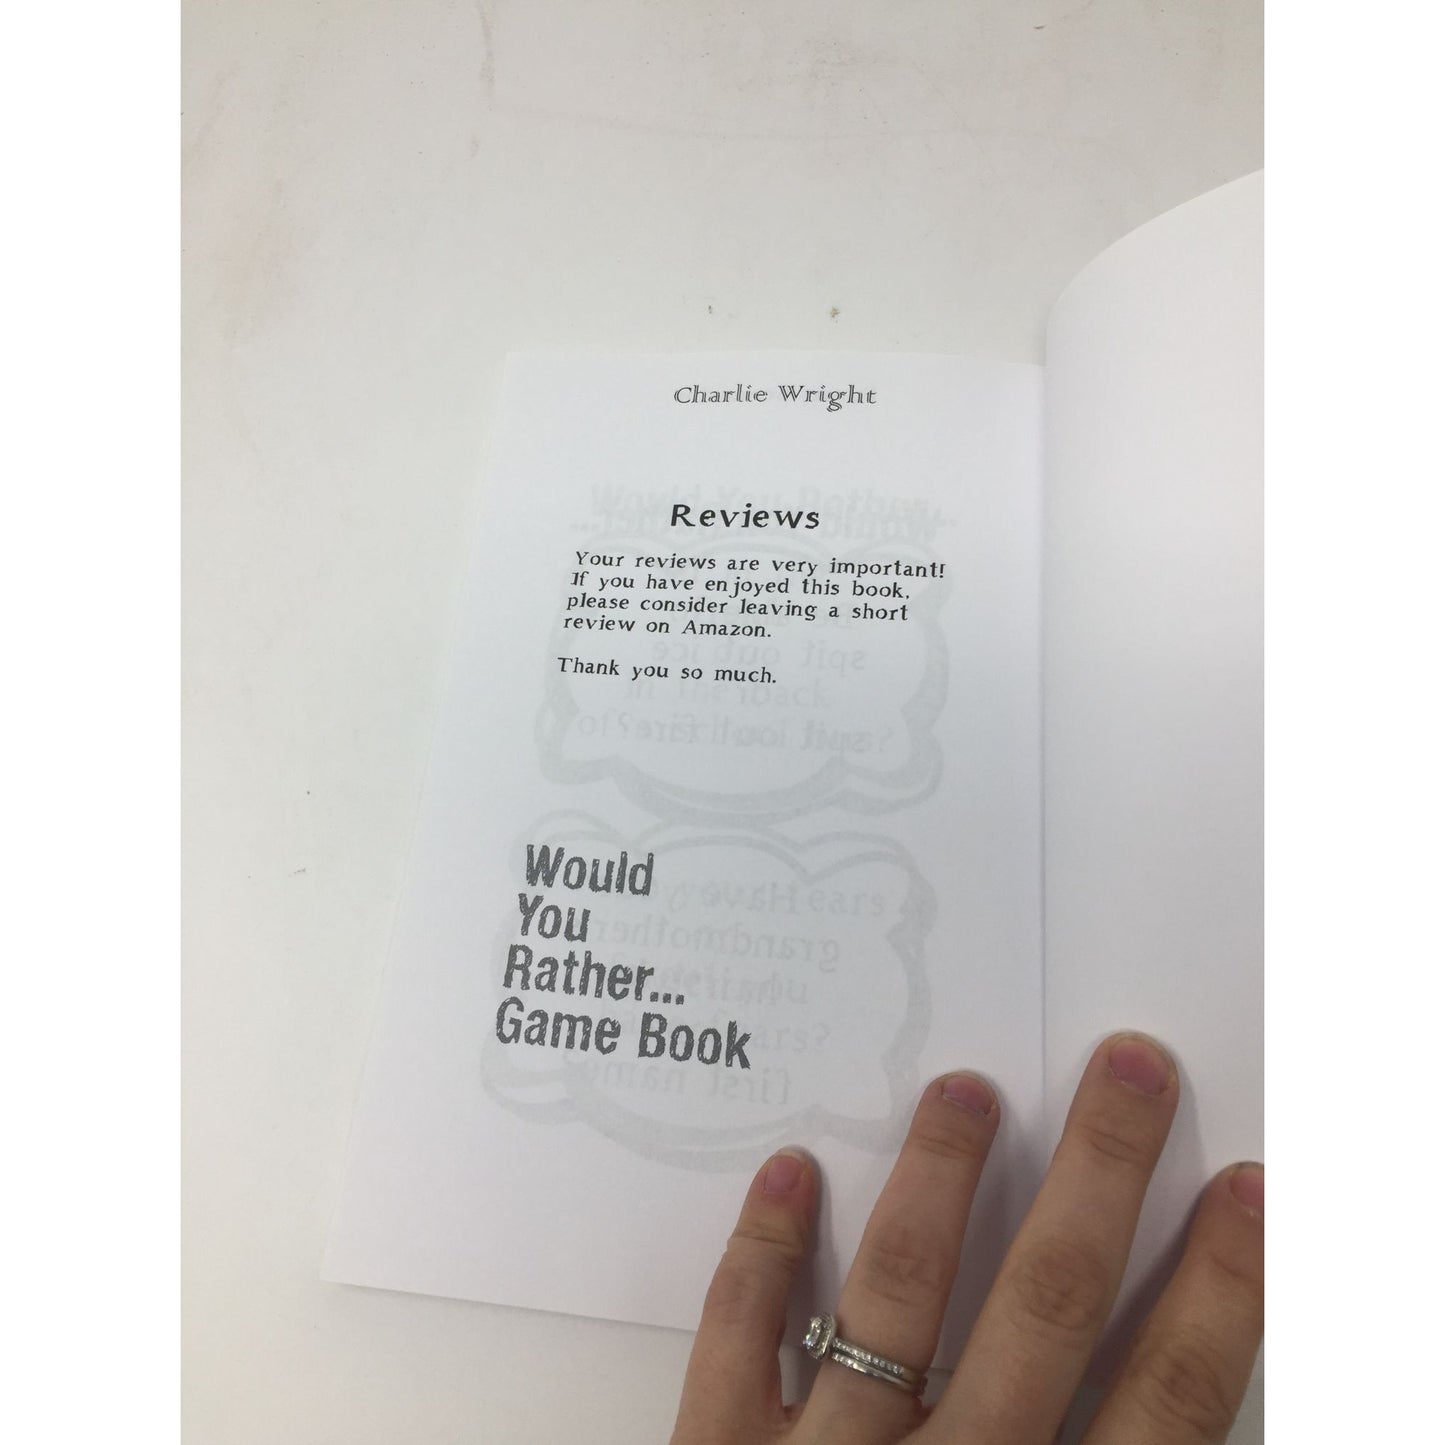 Charlie Wright
Reviews
Your reviews are very important!
If you have enjoyed this book,
please consider leaving a short
review on Amazon.
Thank you so much.
Would
You
Rather...
Game Book